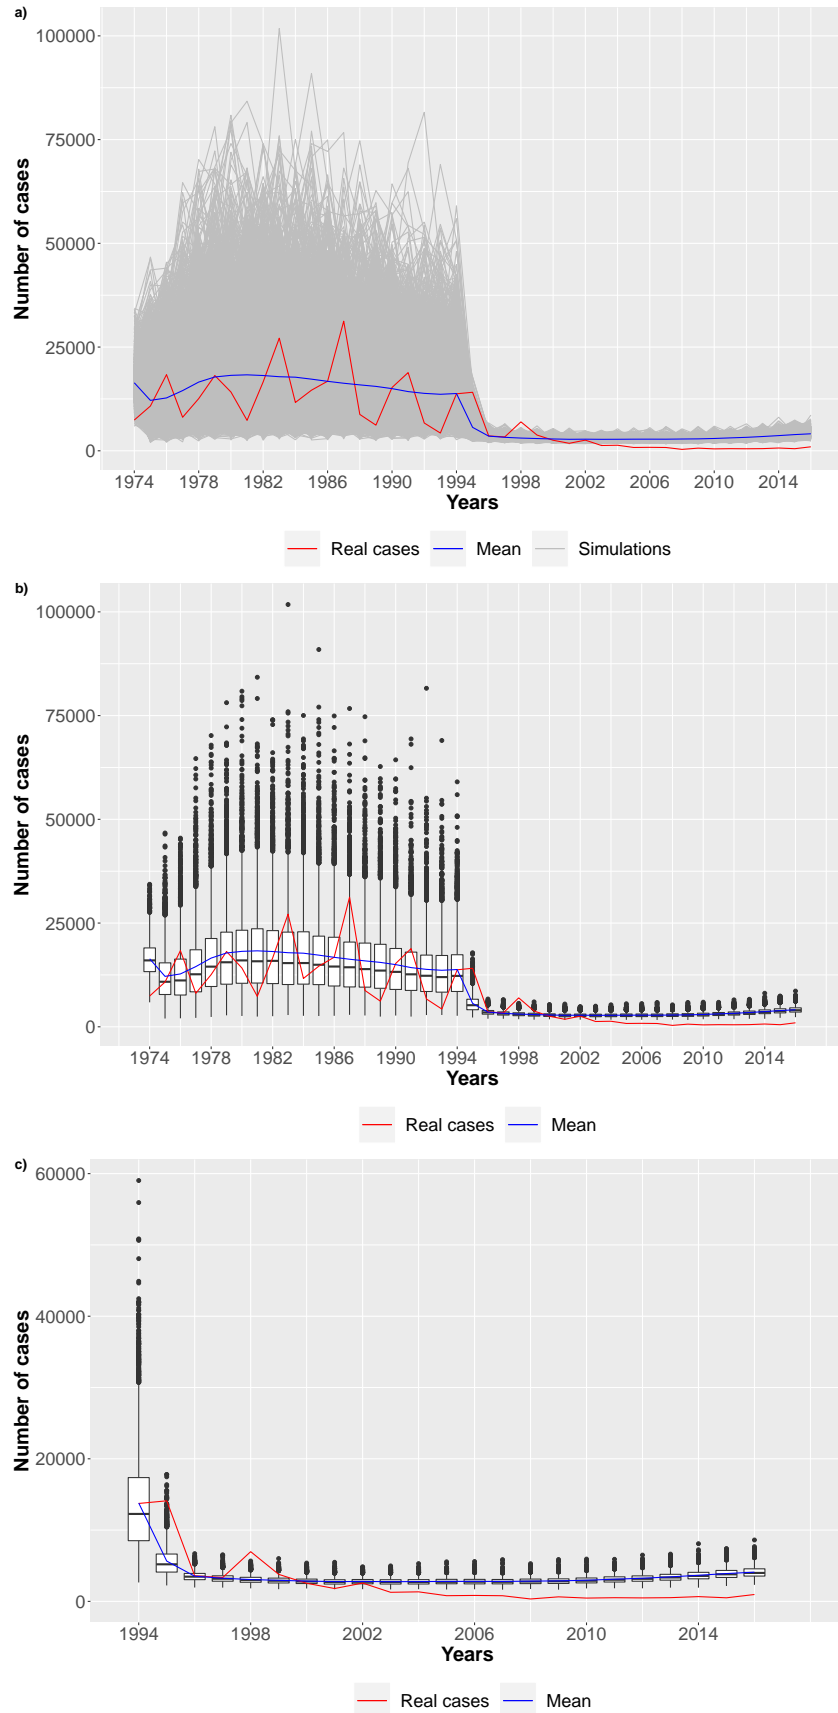 a)
100000
75000
50000
25000
0
Number of cases
1974 1978 1982 1986 1990 1994 1998 2002 2006 2010 2014
Years
Real cases Mean Simulations
b)
100000
75000
50000
25000
0
Number of cases
1974 1978 1982 1986 1990 1994 1998 2002 2006 2010 2014
Years
Real cases Mean
c)
60000
40000
20000
0
Number of cases
1994 1998 2002 2006 2010 2014
Years
Real cases Mean